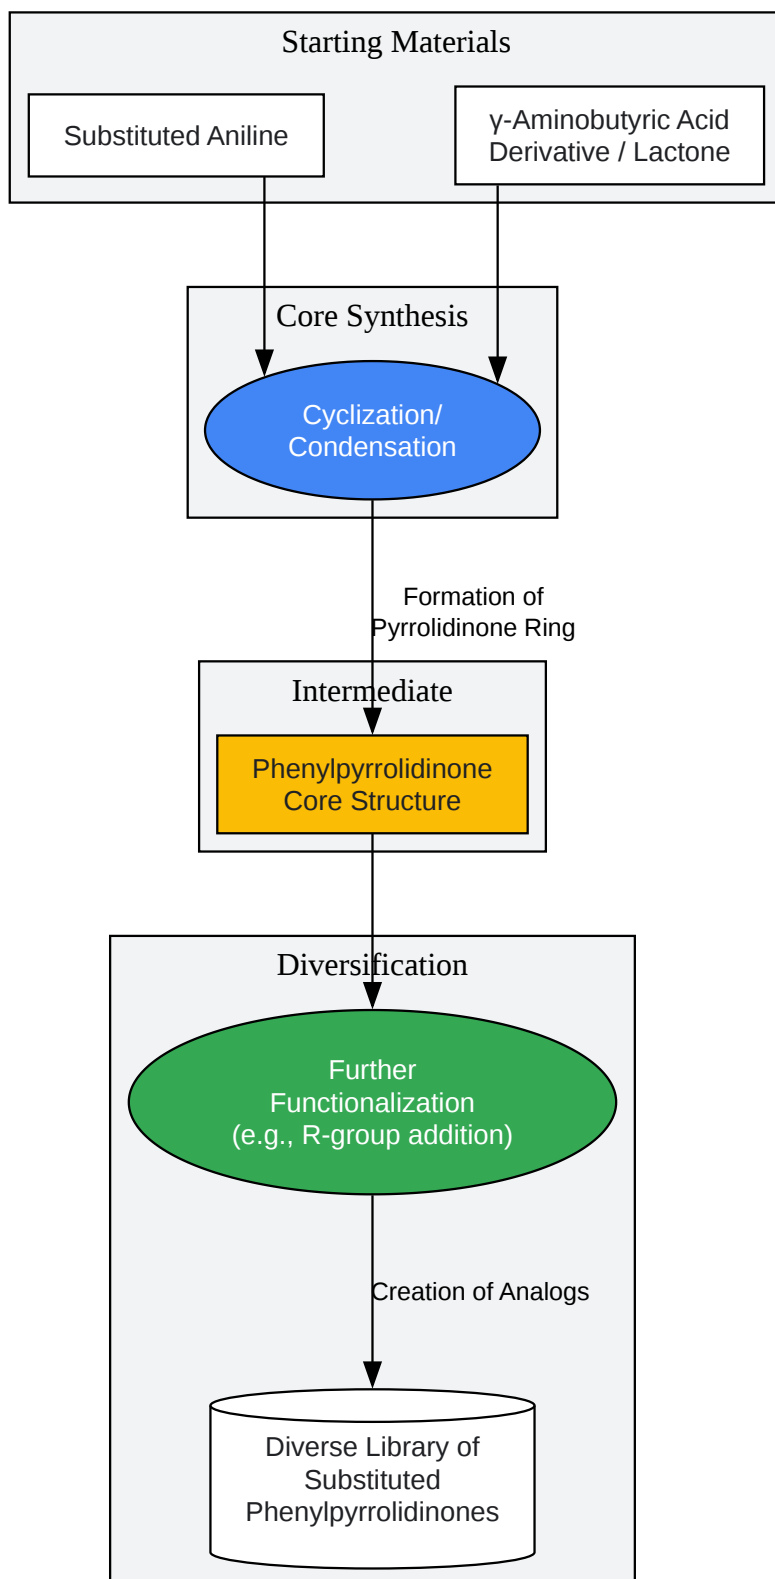 Starting Materials
Substituted Aniline
γ-Aminobutyric Acid
Derivative / Lactone
Core Synthesis
Cyclization/
Condensation
Formation of
Pyrrolidinone Ring
Intermediate
Phenylpyrrolidinone
Core Structure
Diversification
Further
Functionalization
(e.g., R-group addition)
Creation of Analogs
Diverse Library of
Substituted
Phenylpyrrolidinones